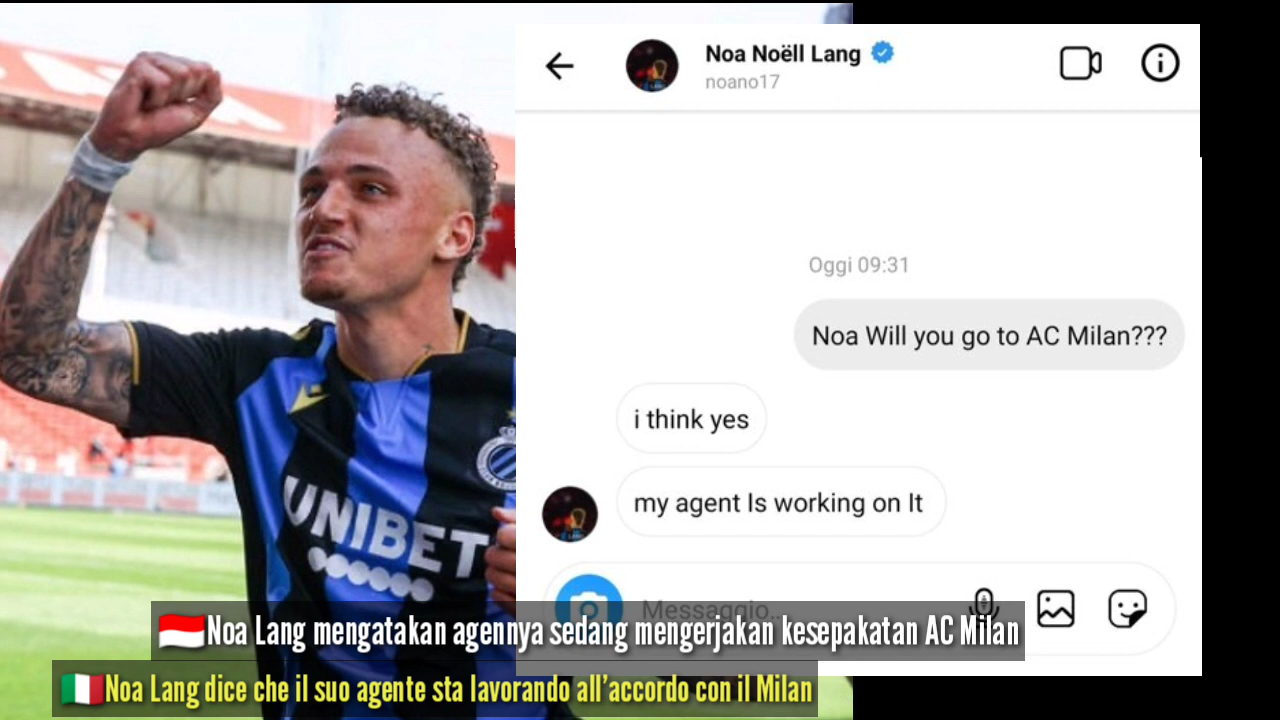 Noa Noëll Lang
noano17
Oggi 09:31
Noa Will you go to AC Milan???
i think yes
my agent Is working on It
UNIBET
Messaggio..
Noa Lang mengatakan agennya sedang mengerjakan kesepakatan AC Milan
Noa Lang dice che il suo agente sta lavorando all'accordo con il Milan